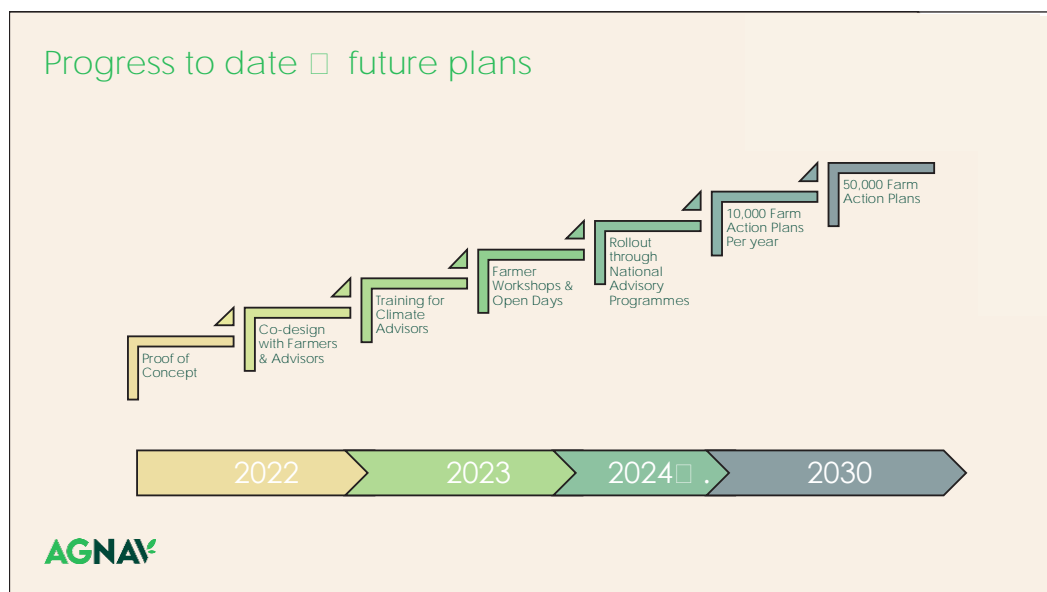 Progress to date □ future plans
50,000 Farm
Action Plans
10,000 Farm
Action Plans
Per year
Rollout
through
National
Advisory
Programmes
Farmer
Workshops &
Open Days
Training for
Climate
Advisors
Co-design
with Farmers
& Advisors
Proof of
Concept
2022
2023
2024□ .
2030
AGNAV